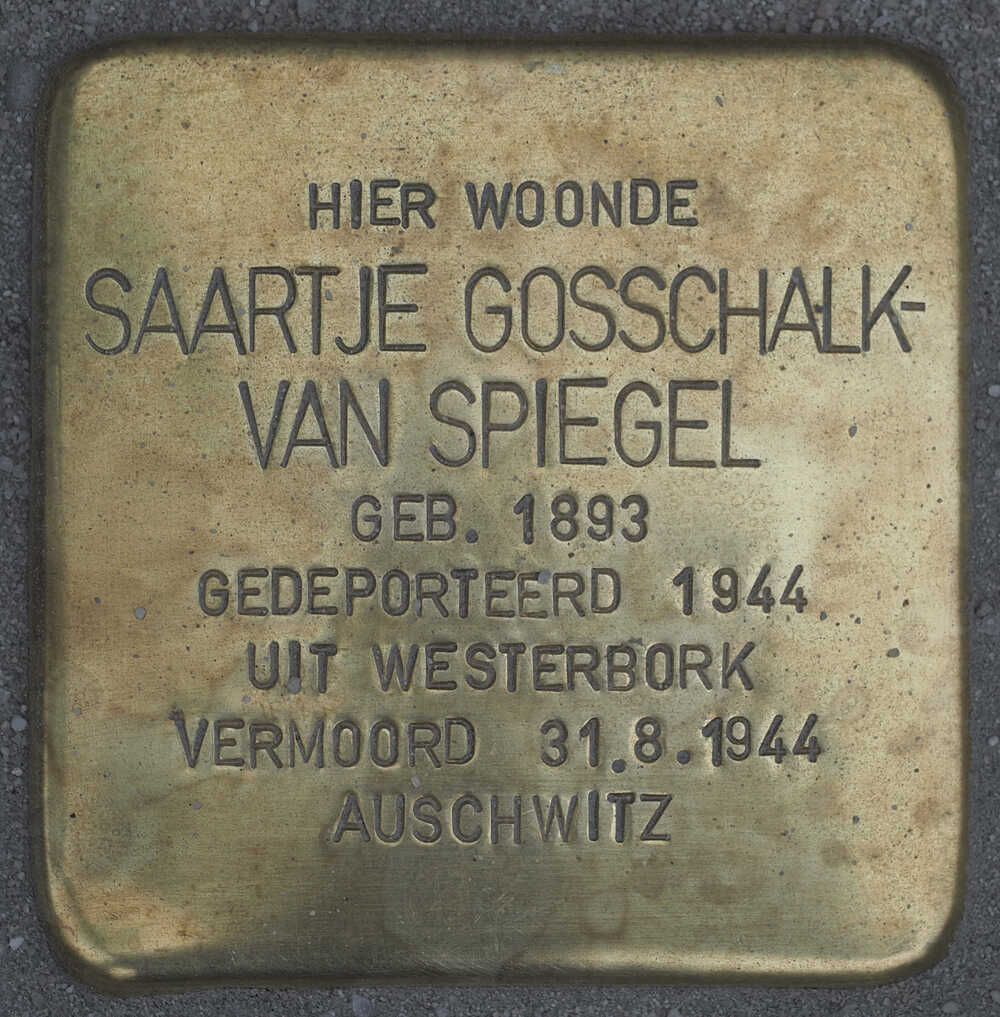 HIER WOONDE
SAARTJE GOSSCHALK-
VAN SPIEGEL
GEB. 1893
GEDEPORTEERD 1944
UIT WESTERBORK
VERMOORD 31.8.1944
AUSCHWITZ